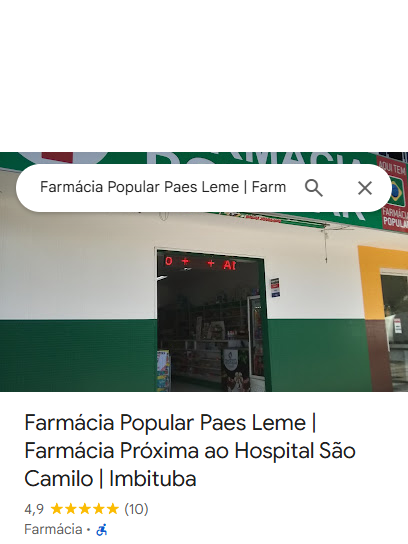 FARMÁCIA
AQUI TEM
Farmácia Popular Paes Leme | Farm
FARMÁCIA
POPULAR
Farmácia Popular Paes Leme |
Farmácia Próxima ao Hospital São
Camilo | Imbituba
4,9 (10)
Farmácia ·